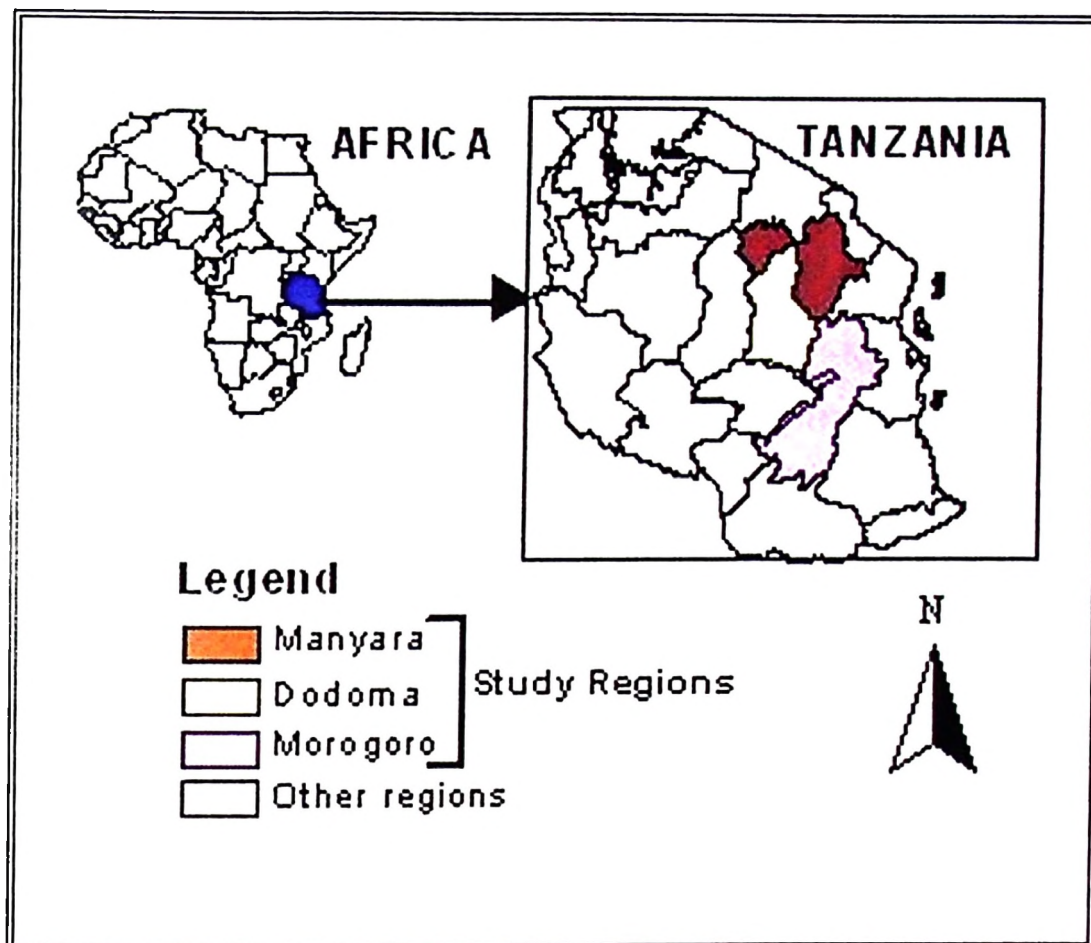 AFRICA
TANZANIA
Legend
Manyara
Dodoma
Morogoro
Other regions
Study Regions
N